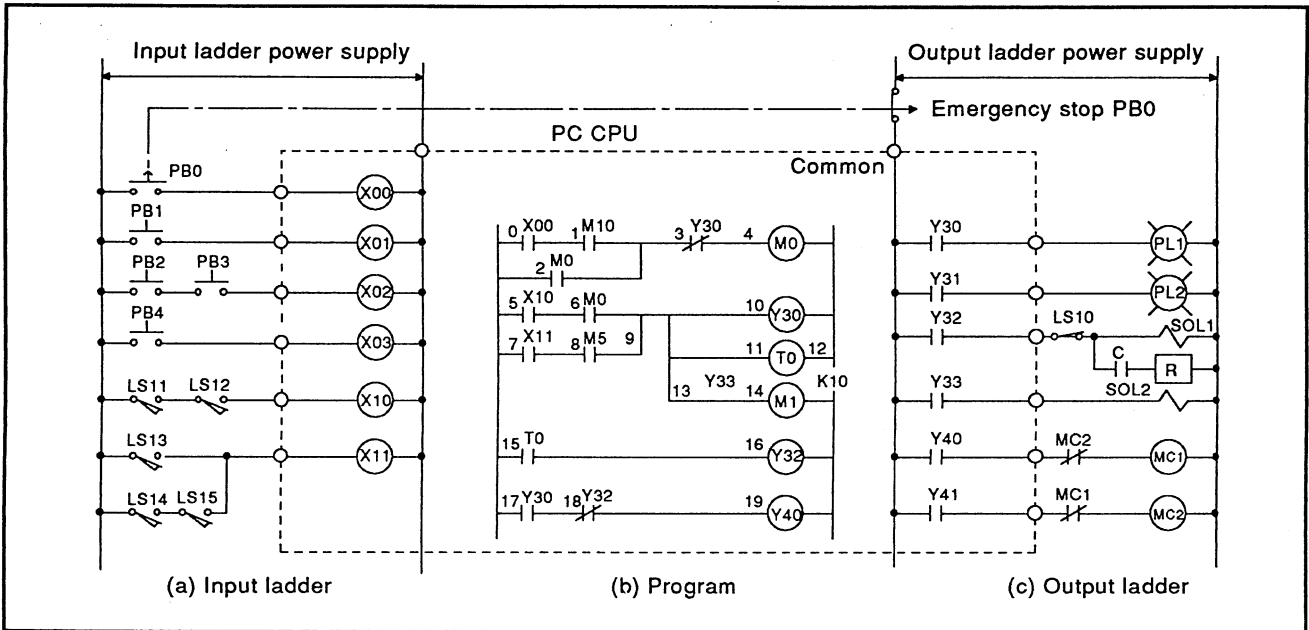 Input ladder power supply
Output ladder power supply
Emergency stop PB0
PC CPU
Common
PB0
X00
PB1
X01
PB2 PB3
X02
PB4
X03
LS11 LS12
X10
LS13
X11
LS14 LS15
0 X00 1 M10 3 Y30 4 M0
2 M0
5 X10 6 M0 10 Y30
7 X11 8 M5 9
11 T0 12
13 Y33 14 M1 K10
15 T0 16 Y32
17 Y30 18 Y32 19 Y40
Y30 PL1
Y31 PL2
Y32 LS10 SOL1
C R
Y33 SOL2
Y40 MC2 MC1
Y41 MC1 MC2
(a) Input ladder
(b) Program
(c) Output ladder